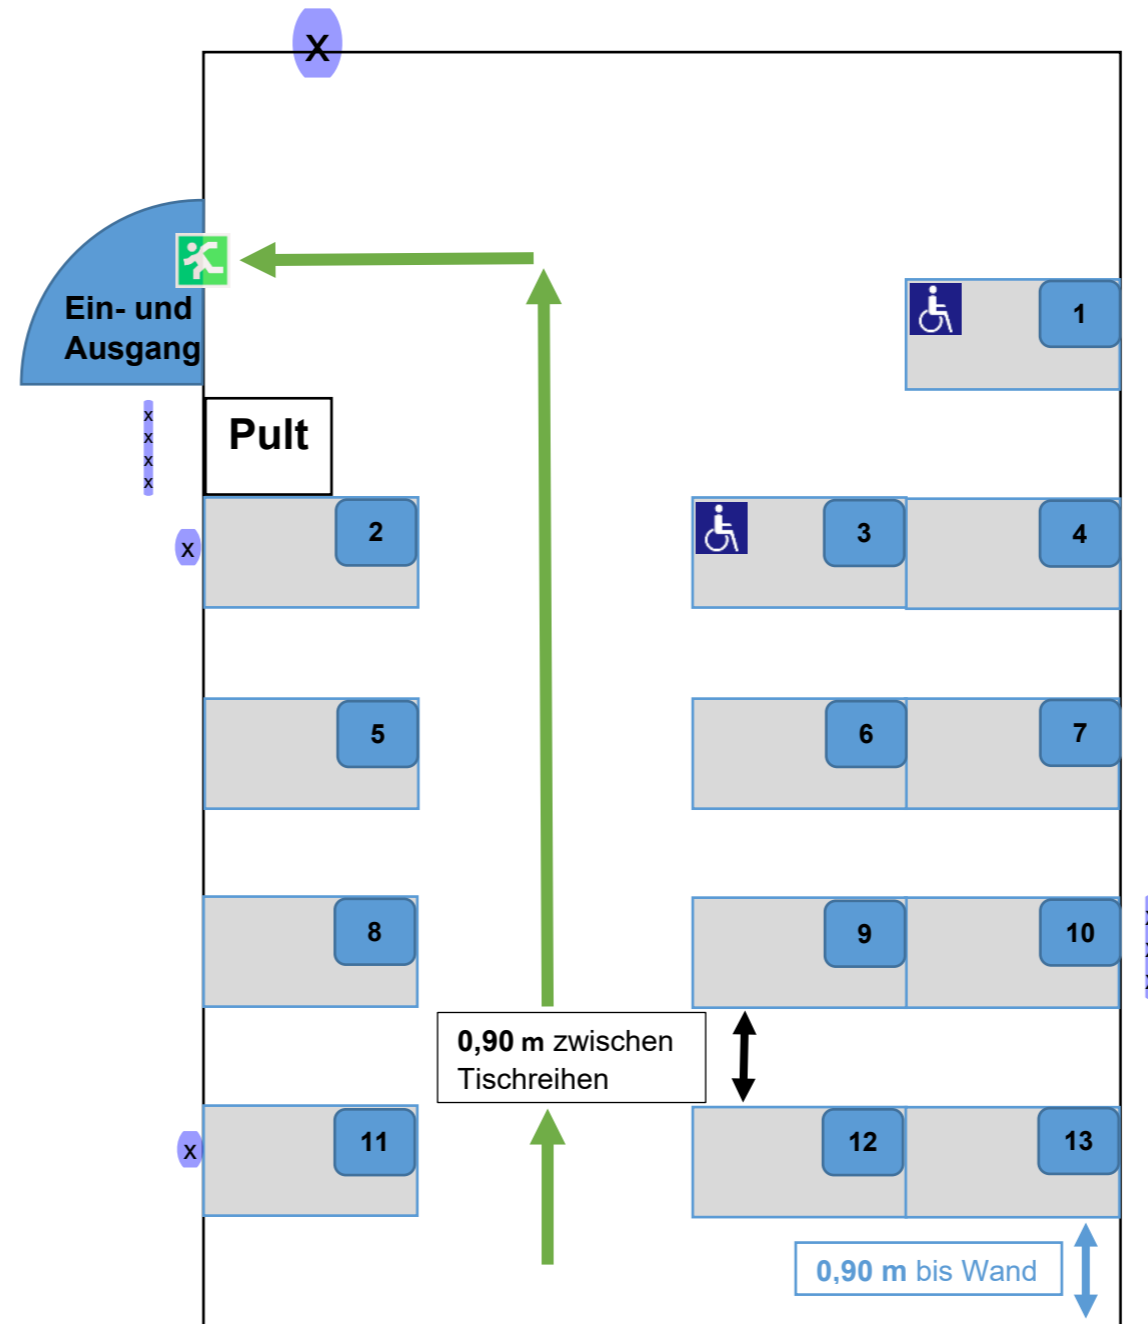 x
Ein- und
Ausgang
1
x
x
x
x
Pult
x
2
3
4
5
6
7
8
9
10
0,90 m zwischen
Tischreihen
x
11
12
13
0,90 m bis Wand